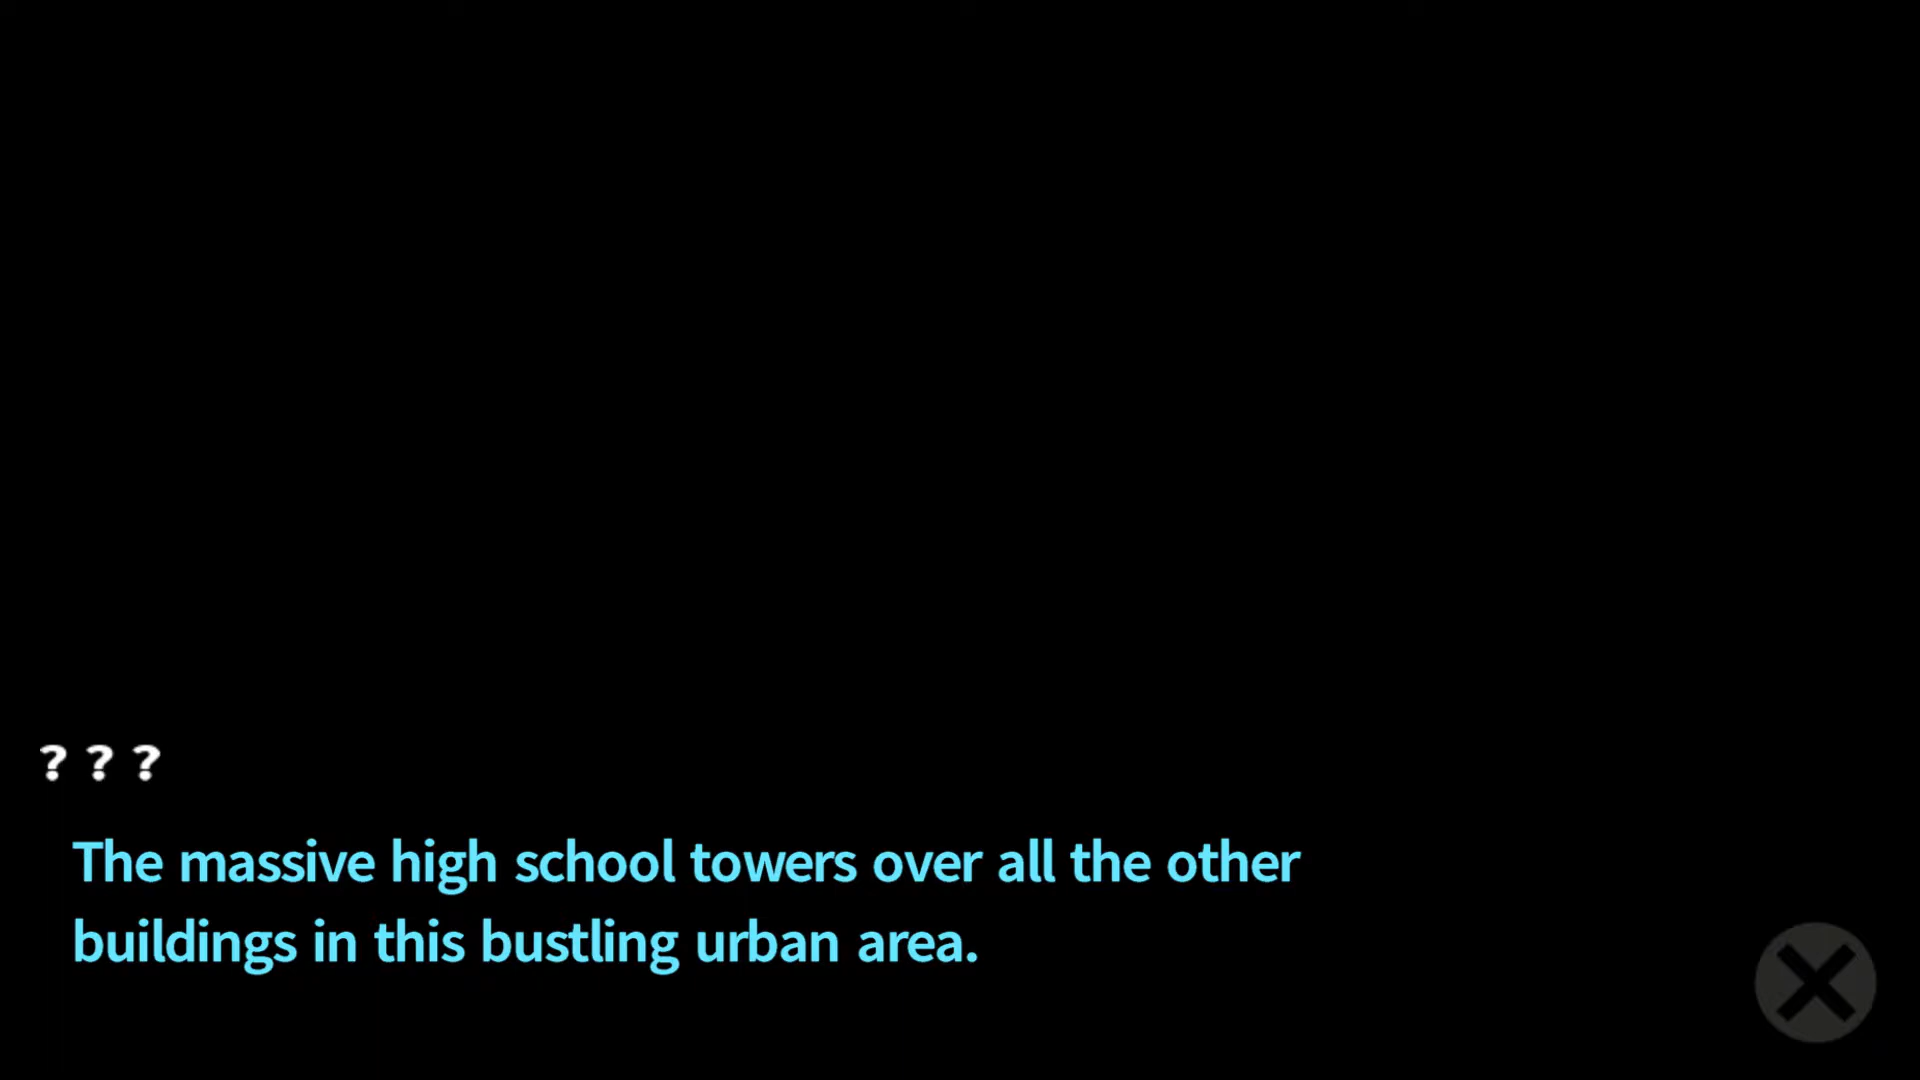 ? ? ?
The massive high school towers over all the other
buildings in this bustling urban area.